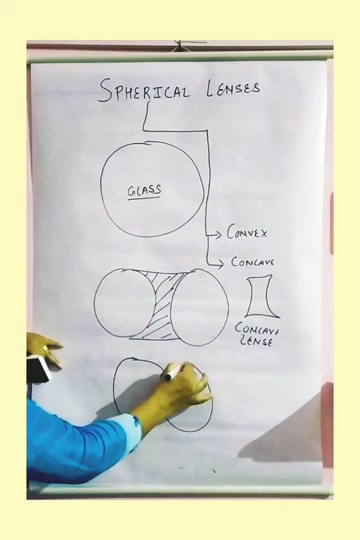 SPHERICAL LENSES
GLASS
CONVEX
CONCAVE
CONCAVE
LENSE